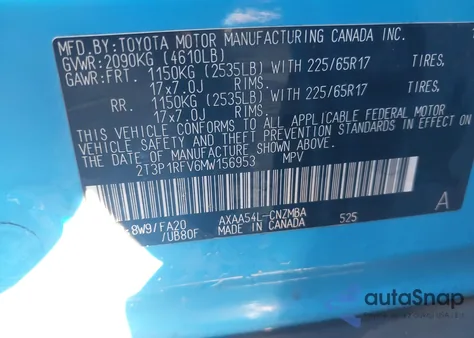 MFD.BY:TOYOTA MOTOR MANUFACTURING CANADA INC.
GVWR:2090KG (4610LB)
GAWR:FRT. 1150KG (2535LB) WITH 225/65R17 TIRES,
17x7.0J RIMS.
RR. 1150KG (2535LB) WITH 225/65R17 TIRES,
17x7.0J RIMS.
THIS VEHICLE CONFORMS TO ALL APPLICABLE FEDERAL MOTOR
VEHICLE SAFETY AND THEFT PREVENTION STANDARDS IN EFFECT ON
THE DATE OF MANUFACTURE SHOWN ABOVE.
2T3P1RFV6MW156953 MPV
8W9/FA20 AXAA54L-CNZMBA 525 A
/UB80F MADE IN CANADA
autoSnap